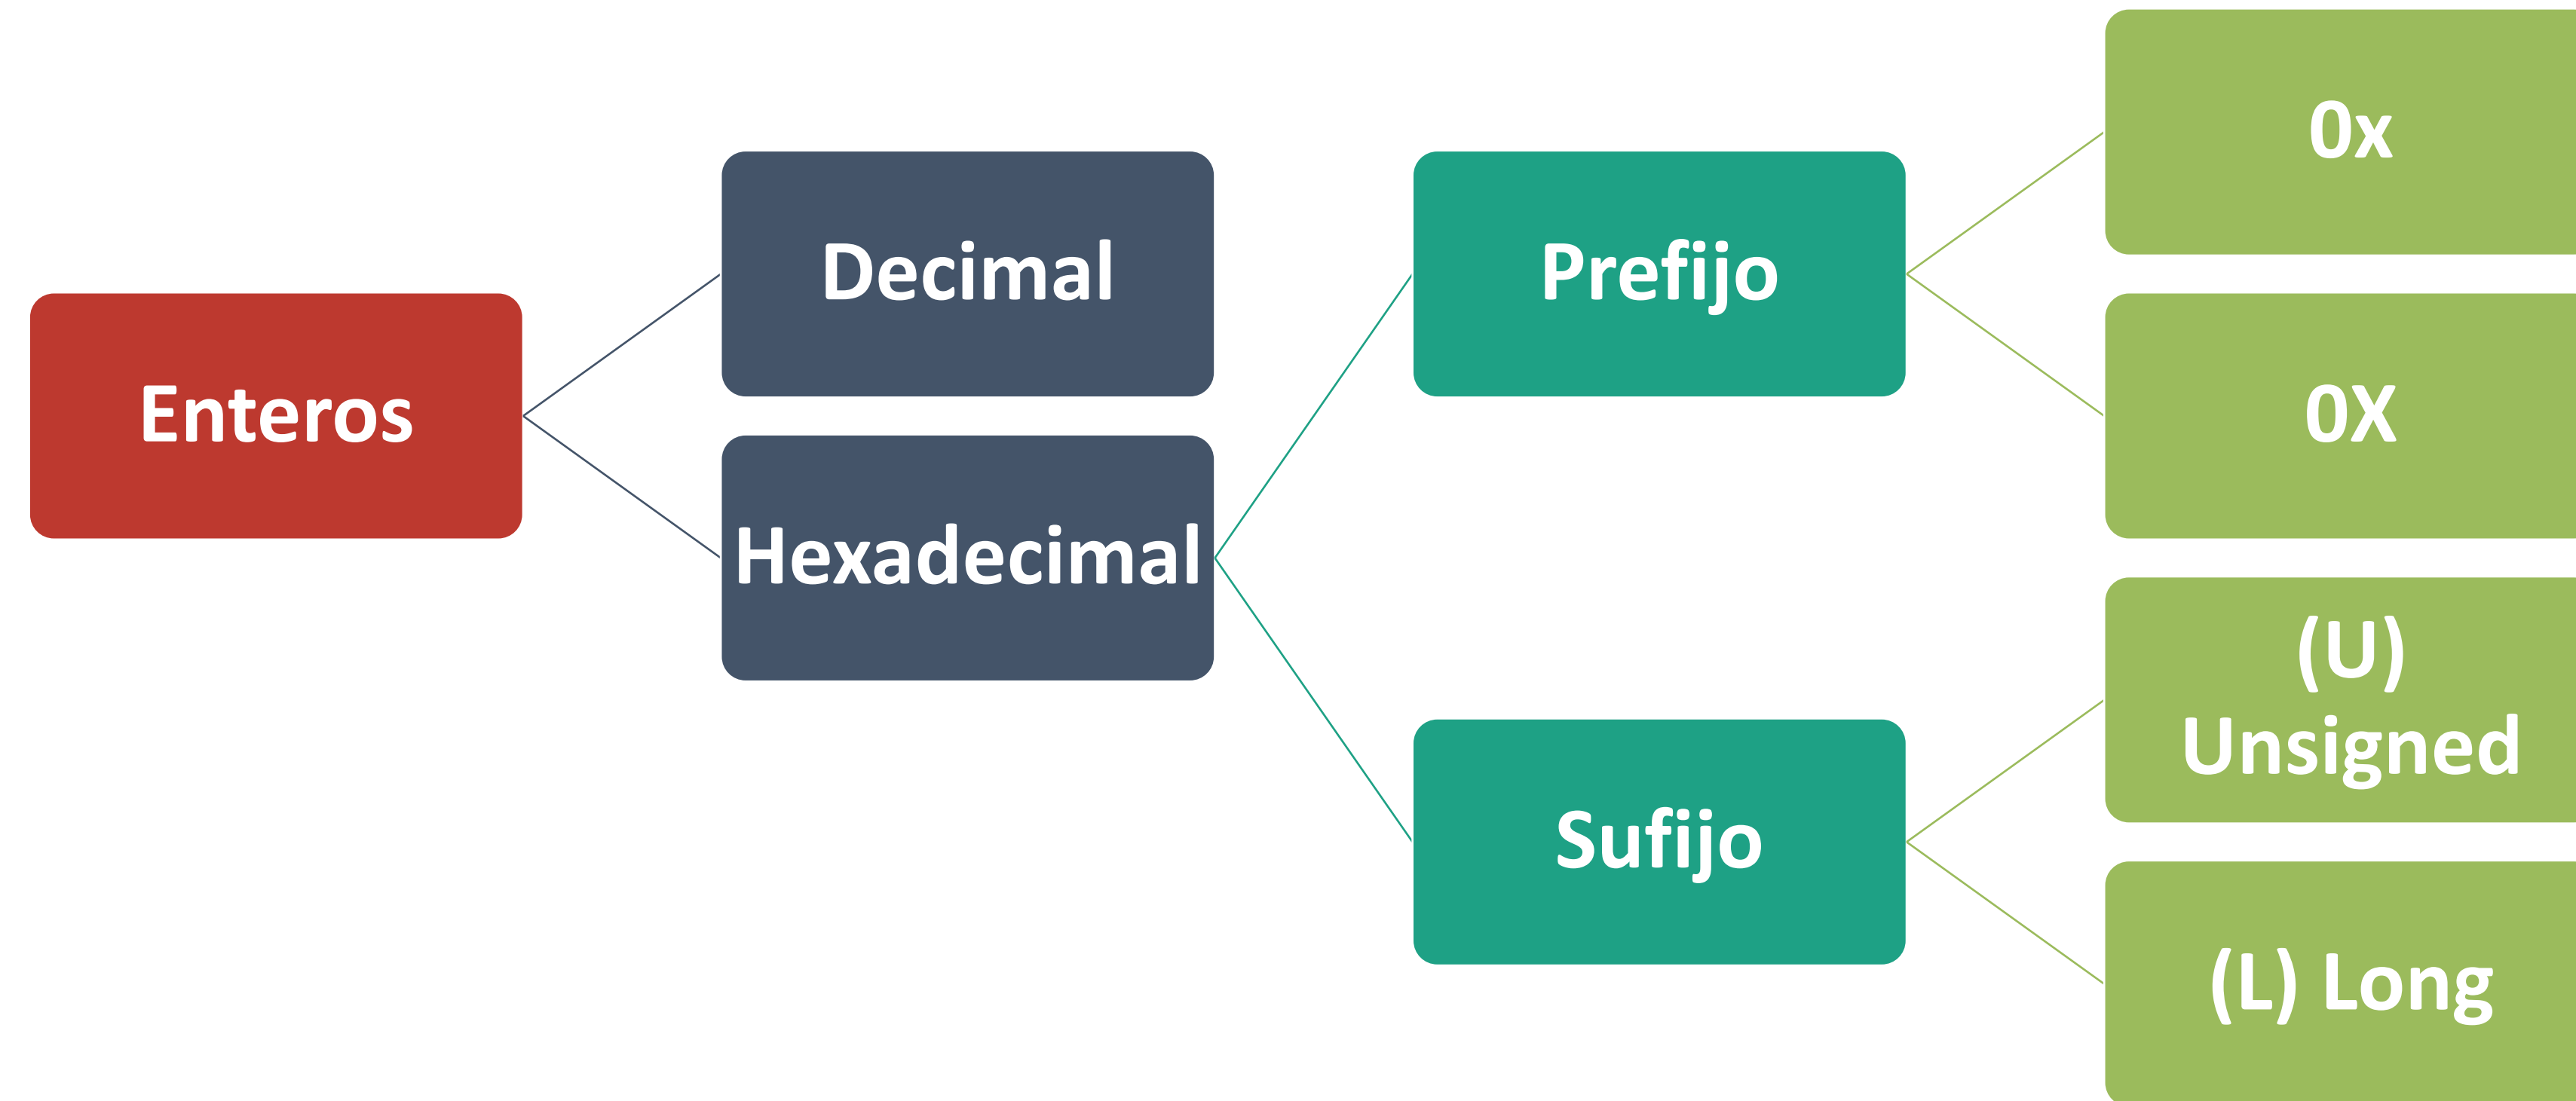 Enteros
Decimal
Hexadecimal
Prefijo
Sufijo
0x
0X
(U)
Unsigned
(L) Long